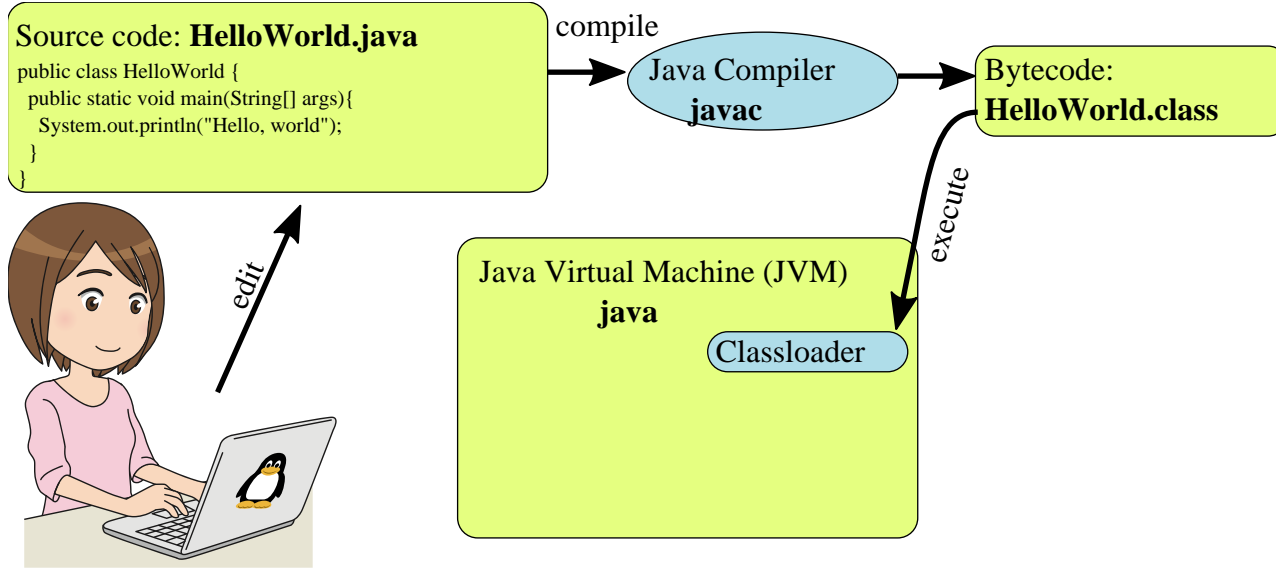 Source code: HelloWorld.java
public class HelloWorld {
public static void main(String[] args){
System.out.println("Hello, world");
}
}
compile
Java Compiler
javac
Bytecode:
HelloWorld.class
edit
execute
Java Virtual Machine (JVM)
java
Classloader